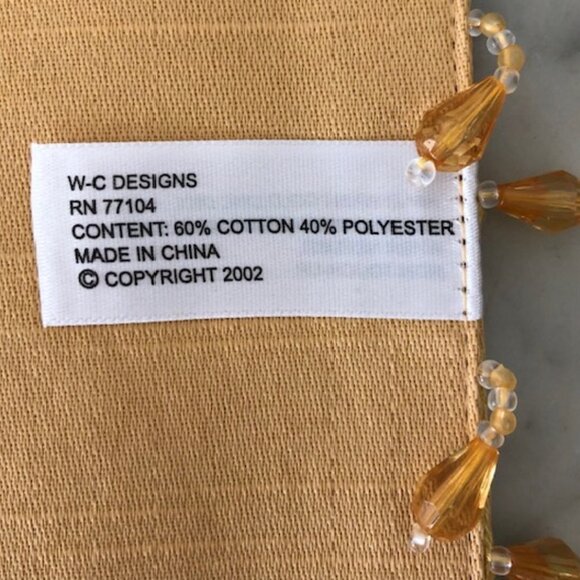 W-C DESIGNS
RN 77104
CONTENT: 60% COTTON 40% POLYESTER
MADE IN CHINA
© COPYRIGHT 2002